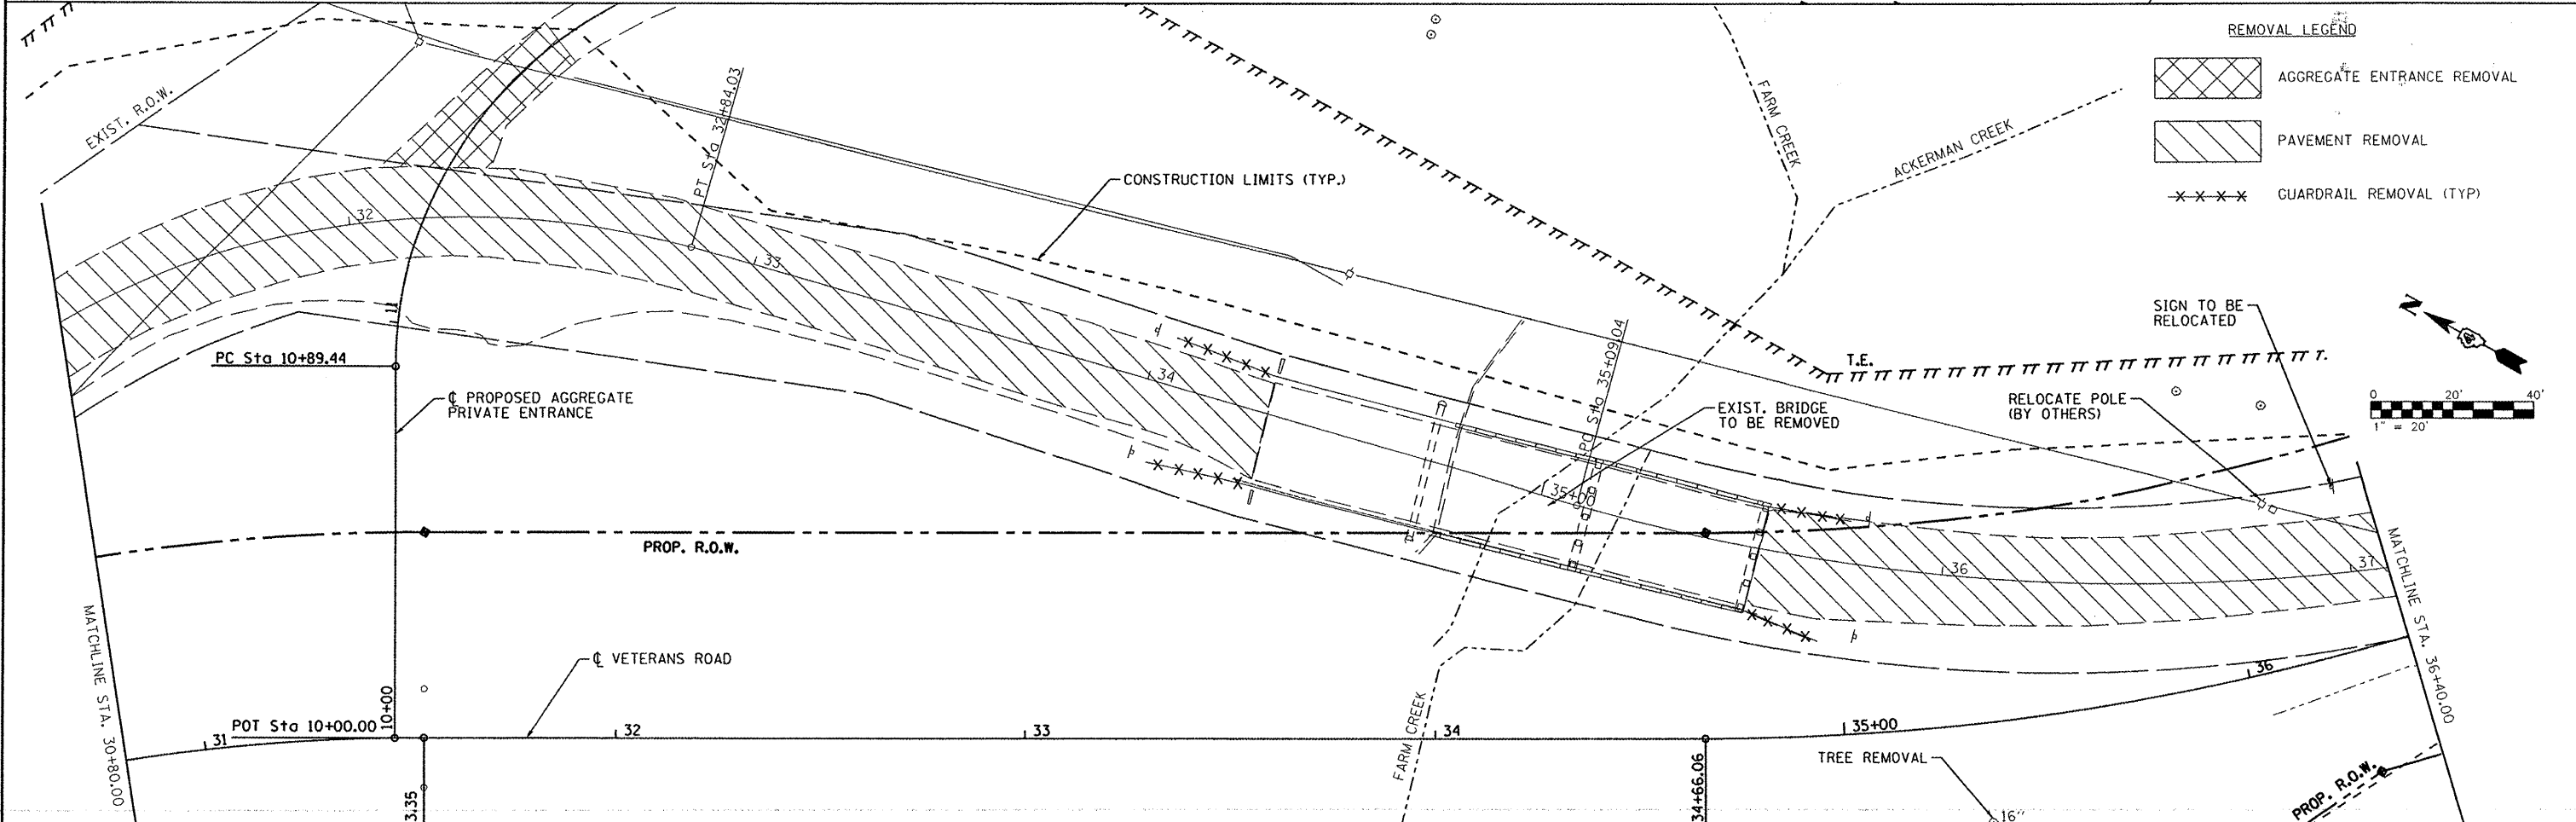 REMOVAL LEGEND
AGGREGATE ENTRANCE REMOVAL
PAVEMENT REMOVAL
GUARDRAIL REMOVAL (TYP)
EXIST. R.O.W.
PT Sta 32+84.03
CONSTRUCTION LIMITS (TYP.)
FARM CREEK
ACKERMAN CREEK
32
33
34
35+00
36
37
11
PC Sta 10+89.44
℄ PROPOSED AGGREGATE
PRIVATE ENTRANCE
PC Sta 35+09.04
EXIST. BRIDGE
TO BE REMOVED
T.E.
SIGN TO BE
RELOCATED
RELOCATE POLE
(BY OTHERS)
N
0 20' 40'
1" = 20'
PROP. R.O.W.
MATCHLINE STA. 30+80.00
MATCHLINE STA. 36+40.00
℄ VETERANS ROAD
10+00
POT Sta 10+00.00
31
32
33
34
35+00
36
FARM CREEK
3.35
34+66.06
TREE REMOVAL
16"
PROP. R.O.W.